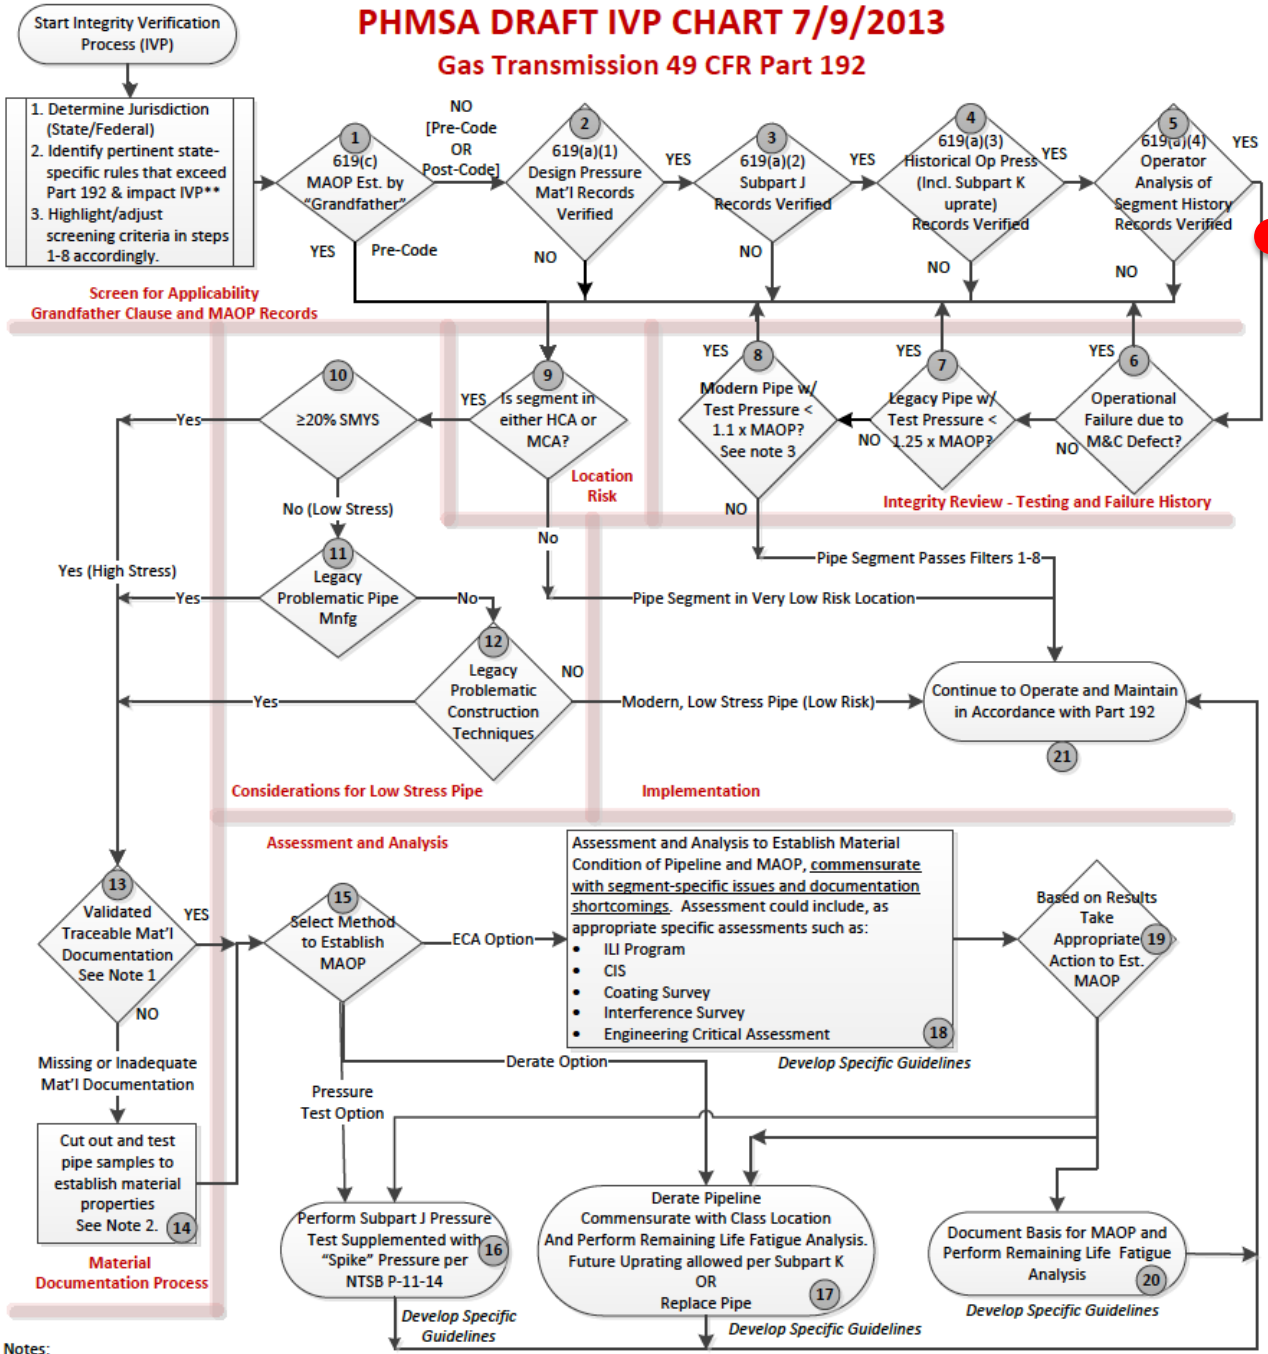 PHMSA DRAFT IVP CHART 7/9/2013
Gas Transmission 49 CFR Part 192
Start Integrity Verification
Process (IVP)
1. Determine Jurisdiction
(State/Federal)
2. Identify pertinent state-
specific rules that exceed
Part 192 & impact IVP**
3. Highlight/adjust
screening criteria in steps
1-8 accordingly.
1
619(c)
MAOP Est. by
"Grandfather"
YES
Pre-Code
NO
[Pre-Code
OR
Post-Code]
2
619(a)(1)
Design Pressure
Mat'l Records
Verified
YES
NO
3
619(a)(2)
Subpart J
Records Verified
YES
NO
4
619(a)(3)
Historical Op Press
(Incl. Subpart K
uprate)
Records Verified
YES
NO
5
619(a)(4)
Operator
Analysis of
Segment History
Records Verified
YES
NO
Screen for Applicability
Grandfather Clause and MAOP Records
10
≥20% SMYS
Yes
No (Low Stress)
YES
9
Is segment in
either HCA or
MCA?
No
Location
Risk
YES
8
Modern Pipe w/
Test Pressure <
1.1 x MAOP?
See note 3
NO
YES
7
Legacy Pipe w/
Test Pressure <
1.25 x MAOP?
NO
YES
6
Operational
Failure due to
M&C Defect?
NO
Integrity Review - Testing and Failure History
Yes (High Stress)
11
Legacy
Problematic Pipe
Mnfg
Yes
No
Pipe Segment Passes Filters 1-8
Pipe Segment in Very Low Risk Location
12
Legacy
Problematic
Construction
Techniques
Yes
NO
Modern, Low Stress Pipe (Low Risk)
Continue to Operate and Maintain
in Accordance with Part 192
21
Considerations for Low Stress Pipe
Implementation
Assessment and Analysis
13
Validated
Traceable Mat'l
Documentation
See Note 1
YES
NO
Missing or Inadequate
Mat'l Documentation
Cut out and test
pipe samples to
establish material
properties
See Note 2.
14
Material
Documentation Process
15
Select Method
to Establish
MAOP
ECA Option
Derate Option
Pressure
Test Option
Assessment and Analysis to Establish Material
Condition of Pipeline and MAOP, commensurate
with segment-specific issues and documentation
shortcomings. Assessment could include, as
appropriate specific assessments such as:
• ILI Program
• CIS
• Coating Survey
• Interference Survey
• Engineering Critical Assessment
18
Develop Specific Guidelines
Based on Results
Take
Appropriate
Action to Est.
MAOP
19
Perform Subpart J Pressure
Test Supplemented with
"Spike" Pressure per
NTSB P-11-14
16
Develop Specific
Guidelines
Derate Pipeline
Commensurate with Class Location
And Perform Remaining Life Fatigue Analysis.
Future Uprating allowed per Subpart K
OR
Replace Pipe
17
Develop Specific Guidelines
Document Basis for MAOP and
Perform Remaining Life Fatigue
Analysis
20
Develop Specific Guidelines
Notes: